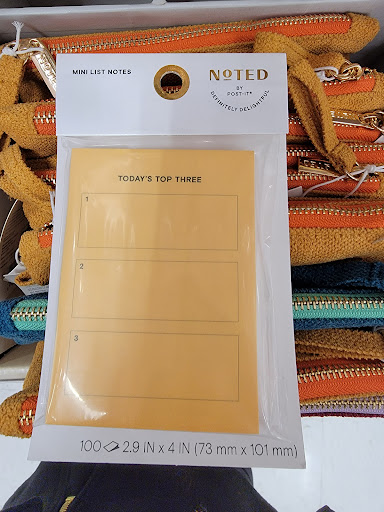 MINI LIST NOTES
NOTED
BY
POST-IT®
DEFINITELY DELIGHTFUL
TODAY'S TOP THREE
1
2
3
100 2.9 IN x 4 IN (73 mm x 101 mm)